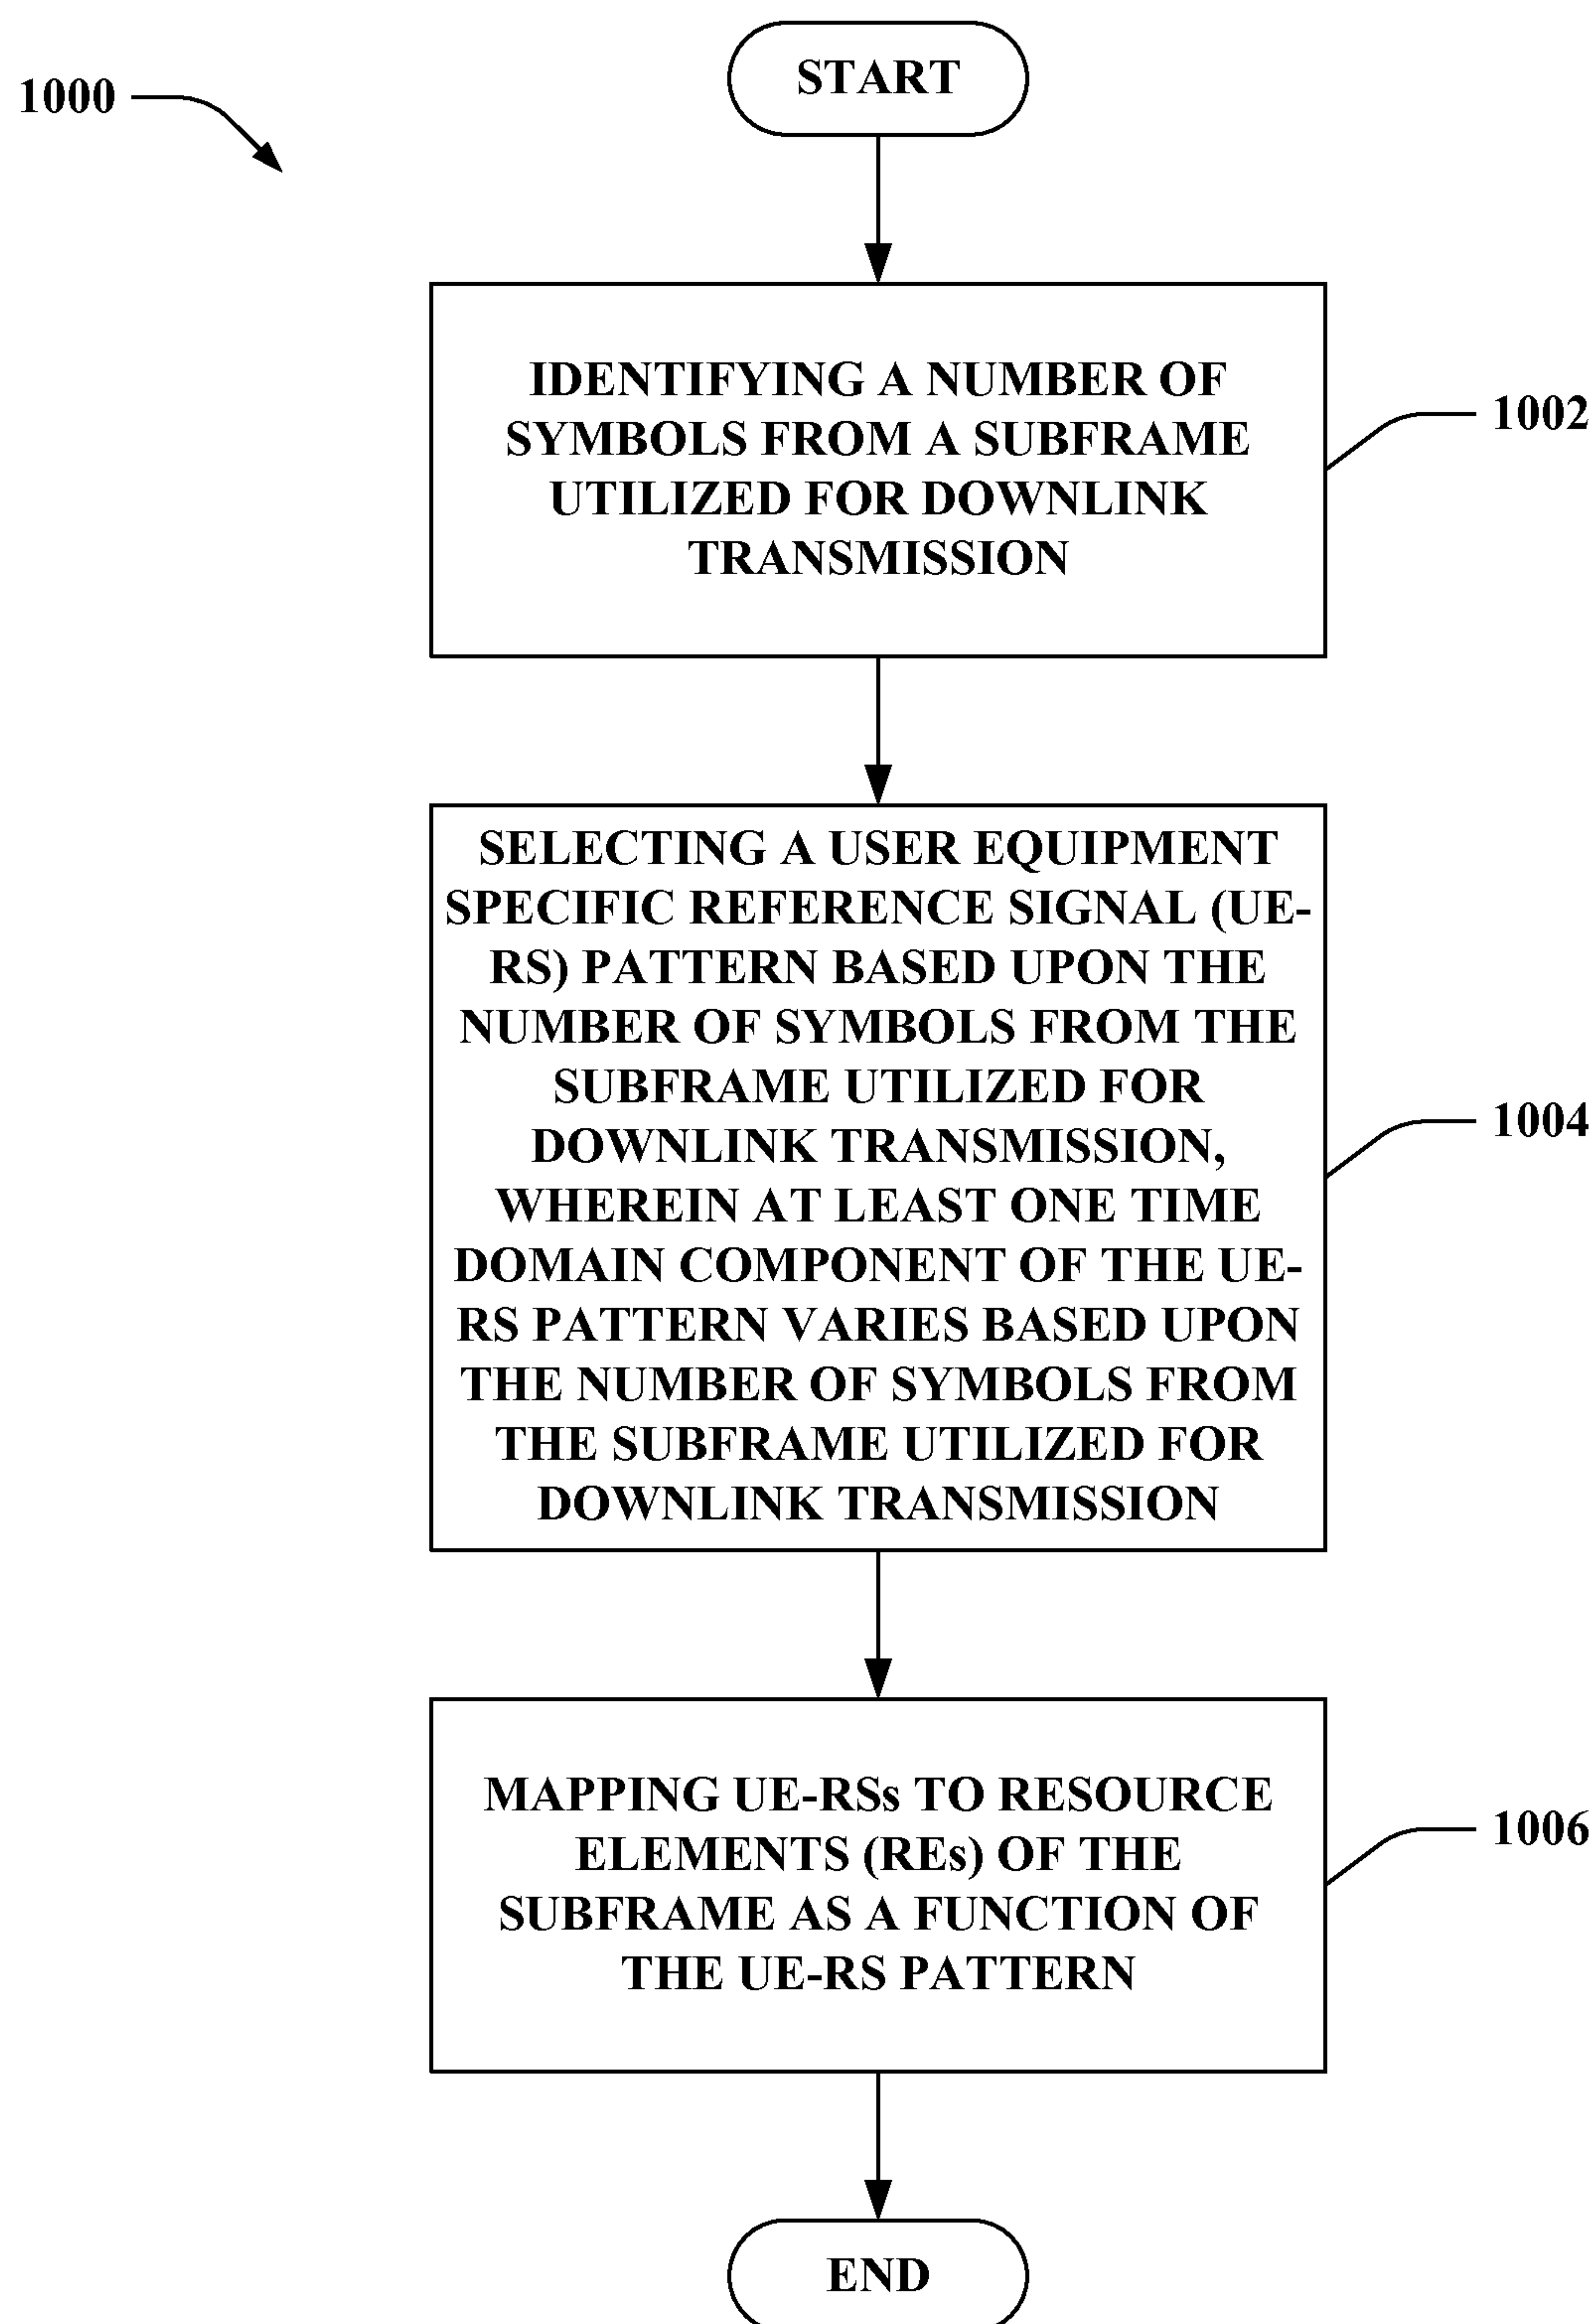 START
1000
IDENTIFYING A NUMBER OF
SYMBOLS FROM A SUBFRAME
UTILIZED FOR DOWNLINK
TRANSMISSION
1002
SELECTING A USER EQUIPMENT
SPECIFIC REFERENCE SIGNAL (UE-
RS) PATTERN BASED UPON THE
NUMBER OF SYMBOLS FROM THE
SUBFRAME UTILIZED FOR
DOWNLINK TRANSMISSION,
WHEREIN AT LEAST ONE TIME
DOMAIN COMPONENT OF THE UE-
RS PATTERN VARIES BASED UPON
THE NUMBER OF SYMBOLS FROM
THE SUBFRAME UTILIZED FOR
DOWNLINK TRANSMISSION
1004
MAPPING UE-RSs TO RESOURCE
ELEMENTS (REs) OF THE
SUBFRAME AS A FUNCTION OF
THE UE-RS PATTERN
1006
END